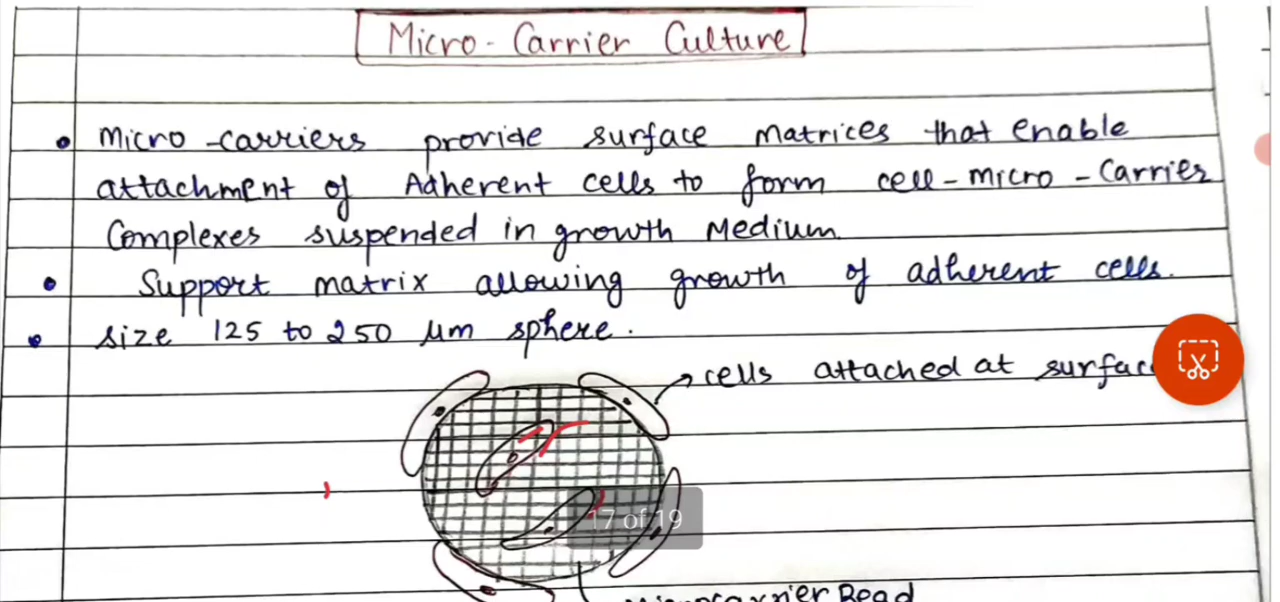 Micro - Carrier Culture
• Micro-carriers provide surface matrices that enable
attachment of Adherent cells to form cell-micro-Carrier
Complexes suspended in growth Medium.
• Support matrix allowing growth of adherent cells.
• size 125 to 250 μm sphere.
→ cells attached at surfac
17 of 19
Microcarrier Bead